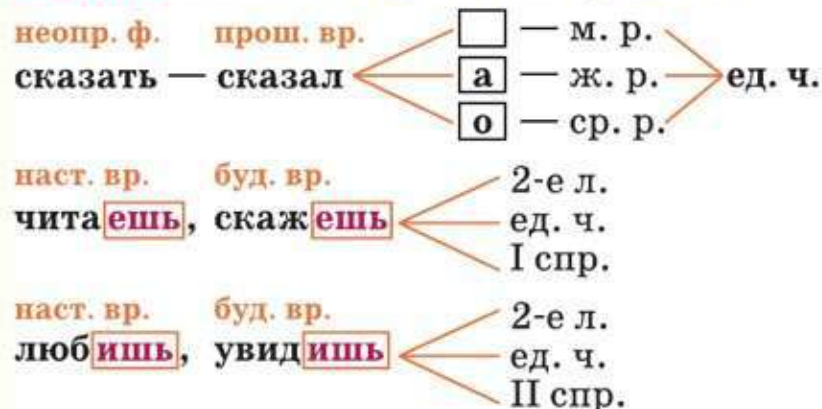 неопр. ф. прош. вр. — м. р.
сказать — сказал а — ж. р. ед. ч.
о — ср. р.
наст. вр. буд. вр. 2-е л.
читаешь, скажешь ед. ч.
I спр.
наст. вр. буд. вр. 2-е л.
любишь, увидишь ед. ч.
II спр.